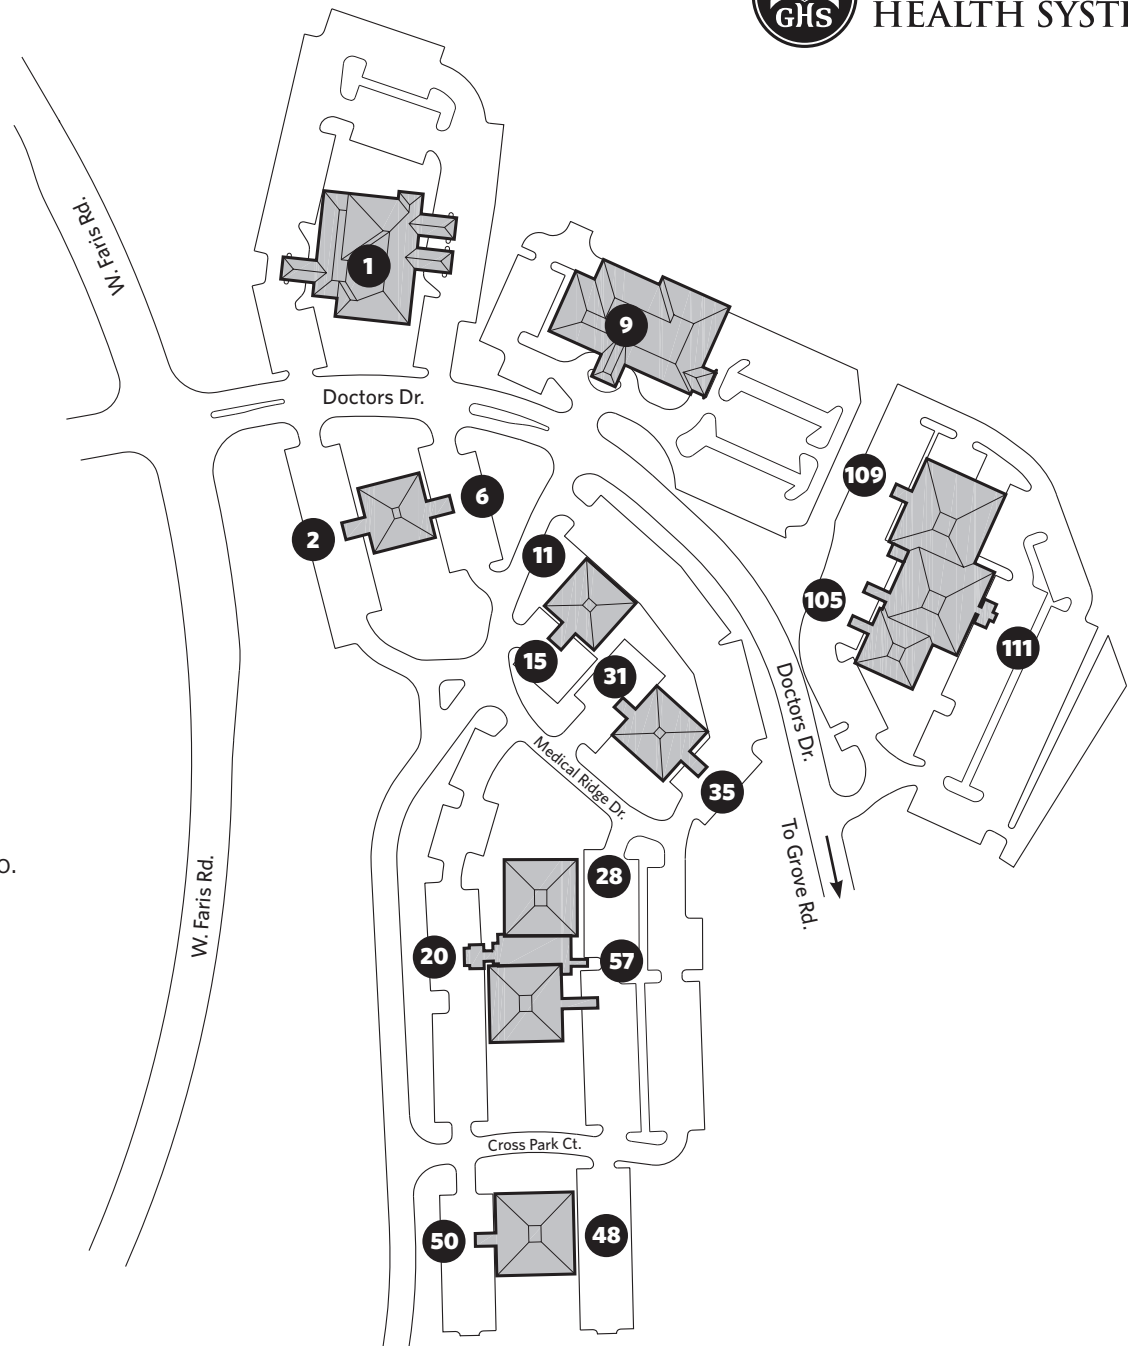 GHS
HEALTH SYSTE
W. Faris Rd.
1
9
Doctors Dr.
109
6
2
11
105
15
31
111
Doctors Dr.
Medical Ridge Dr.
35
To Grove Rd.
o.
28
W. Faris Rd.
20
57
Cross Park Ct.
50
48